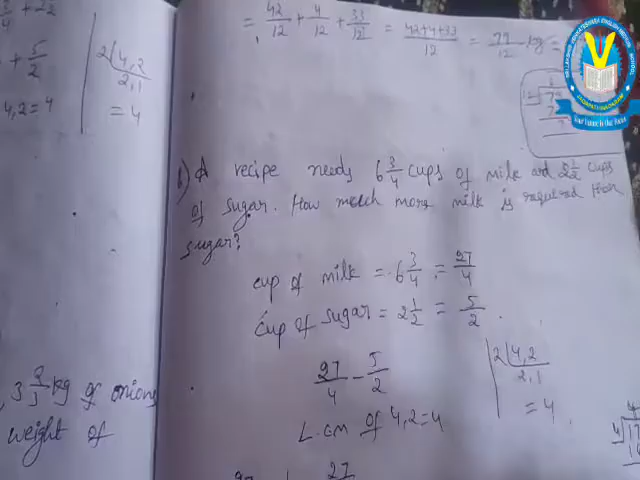 + 5/2
4,2=4
2 | 4,2
2,1
= 4
= 42/12 + 4/12 + 33/12 = 42+4+33/12 = 79/12 kg =
recipe needs 6 3/4 cups of milk and 2 1/2 cups
of sugar. How much more milk is required than
sugar?
cup of milk = 6 3/4 = 27/4
cup of sugar = 2 1/2 = 5/2.
27/4 - 5/2
2 | 4,2
2,1
= 4
L.cm of 4,2=4
kg of onions
weight of
27